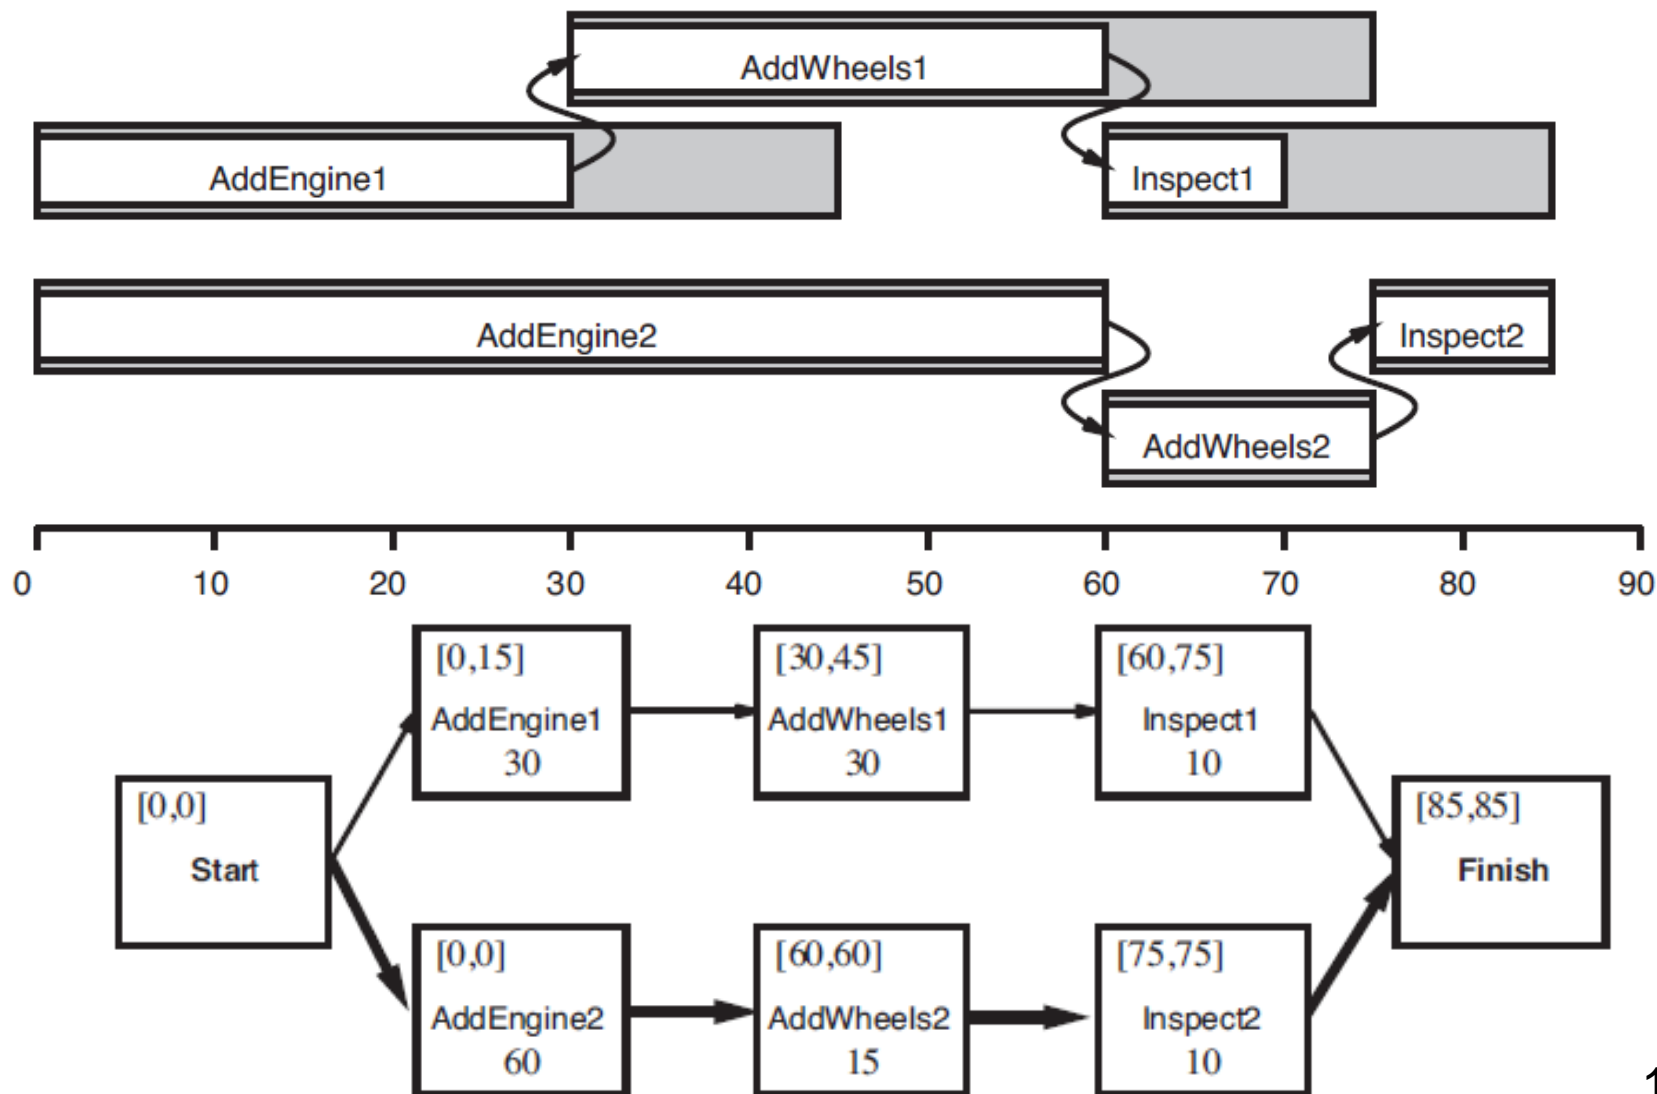 AddWheels1
AddEngine1
Inspect1
AddEngine2
Inspect2
AddWheels2
0 10 20 30 40 50 60 70 80 90
[0,15] [30,45] [60,75]
AddEngine1 AddWheels1 Inspect1
30 30 10
[0,0] [85,85]
Start Finish
[0,0] [60,60] [75,75]
AddEngine2 AddWheels2 Inspect2
60 15 10
1